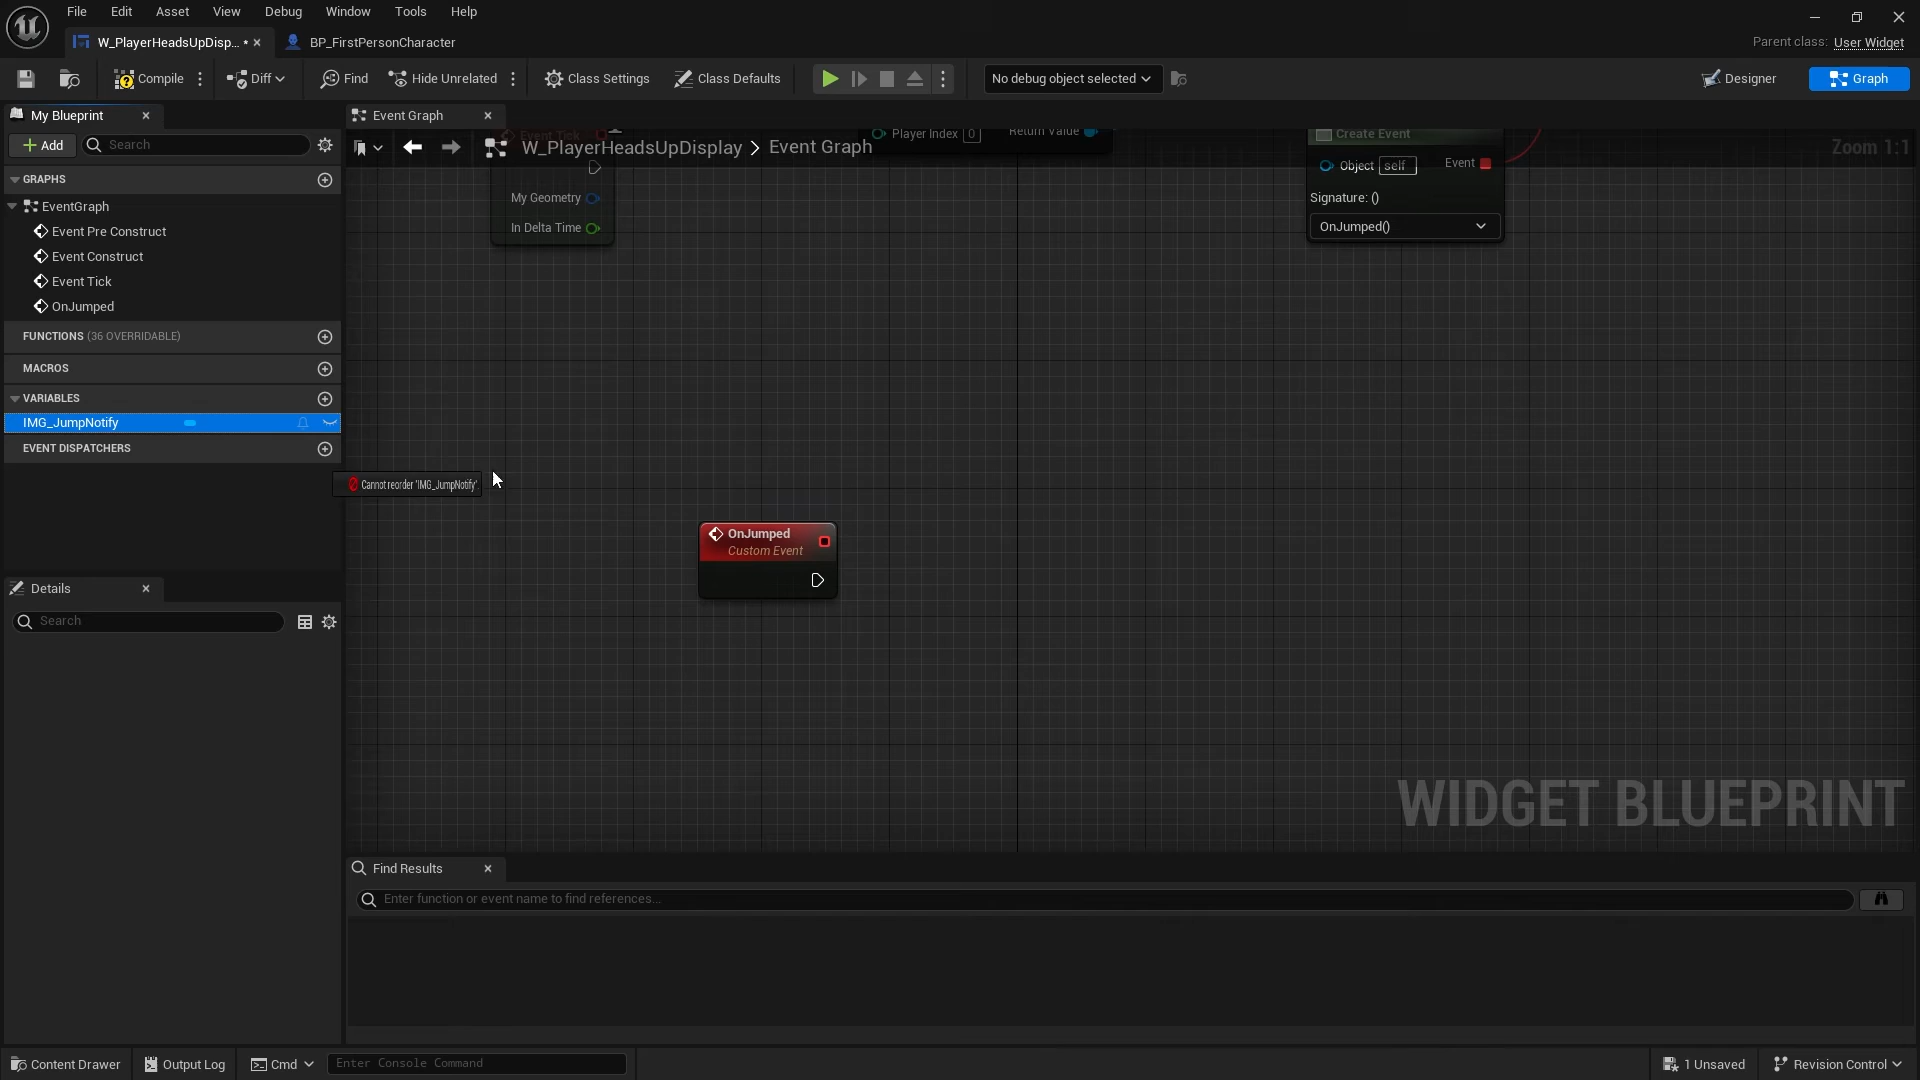 File Edit Asset View Debug Window Tools Help
W_PlayerHeadsUpDisp... *
BP_FirstPersonCharacter
Parent class: User Widget
Compile
Diff
Find
Hide Unrelated
Class Settings
Class Defaults
No debug object selected
Designer
Graph
My Blueprint
Event Graph
Add
Search
W_PlayerHeadsUpDisplay > Event Graph
Zoom 1:1
GRAPHS
EventGraph
Event Pre Construct
Event Construct
Event Tick
OnJumped
FUNCTIONS (36 OVERRIDABLE)
MACROS
VARIABLES
IMG_JumpNotify
EVENT DISPATCHERS
Event Tick
My Geometry
In Delta Time
Player Index 0
Return Value
Create Event
Object self
Event
Signature: ()
OnJumped()
Cannot reorder 'IMG_JumpNotify'.
OnJumped
Custom Event
Details
Search
WIDGET BLUEPRINT
Find Results
Enter function or event name to find references...
Content Drawer
Output Log
Cmd
Enter Console Command
1 Unsaved
Revision Control